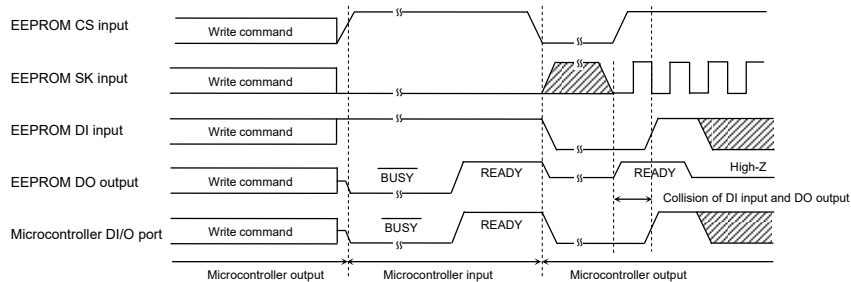 EEPROM CS input
Write command
EEPROM SK input
Write command
EEPROM DI input
Write command
EEPROM DO output
Write command
BUSY
READY
READY
High-Z
Collision of DI input and DO output
Microcontroller DI/O port
Write command
BUSY
READY
Microcontroller output
Microcontroller input
Microcontroller output